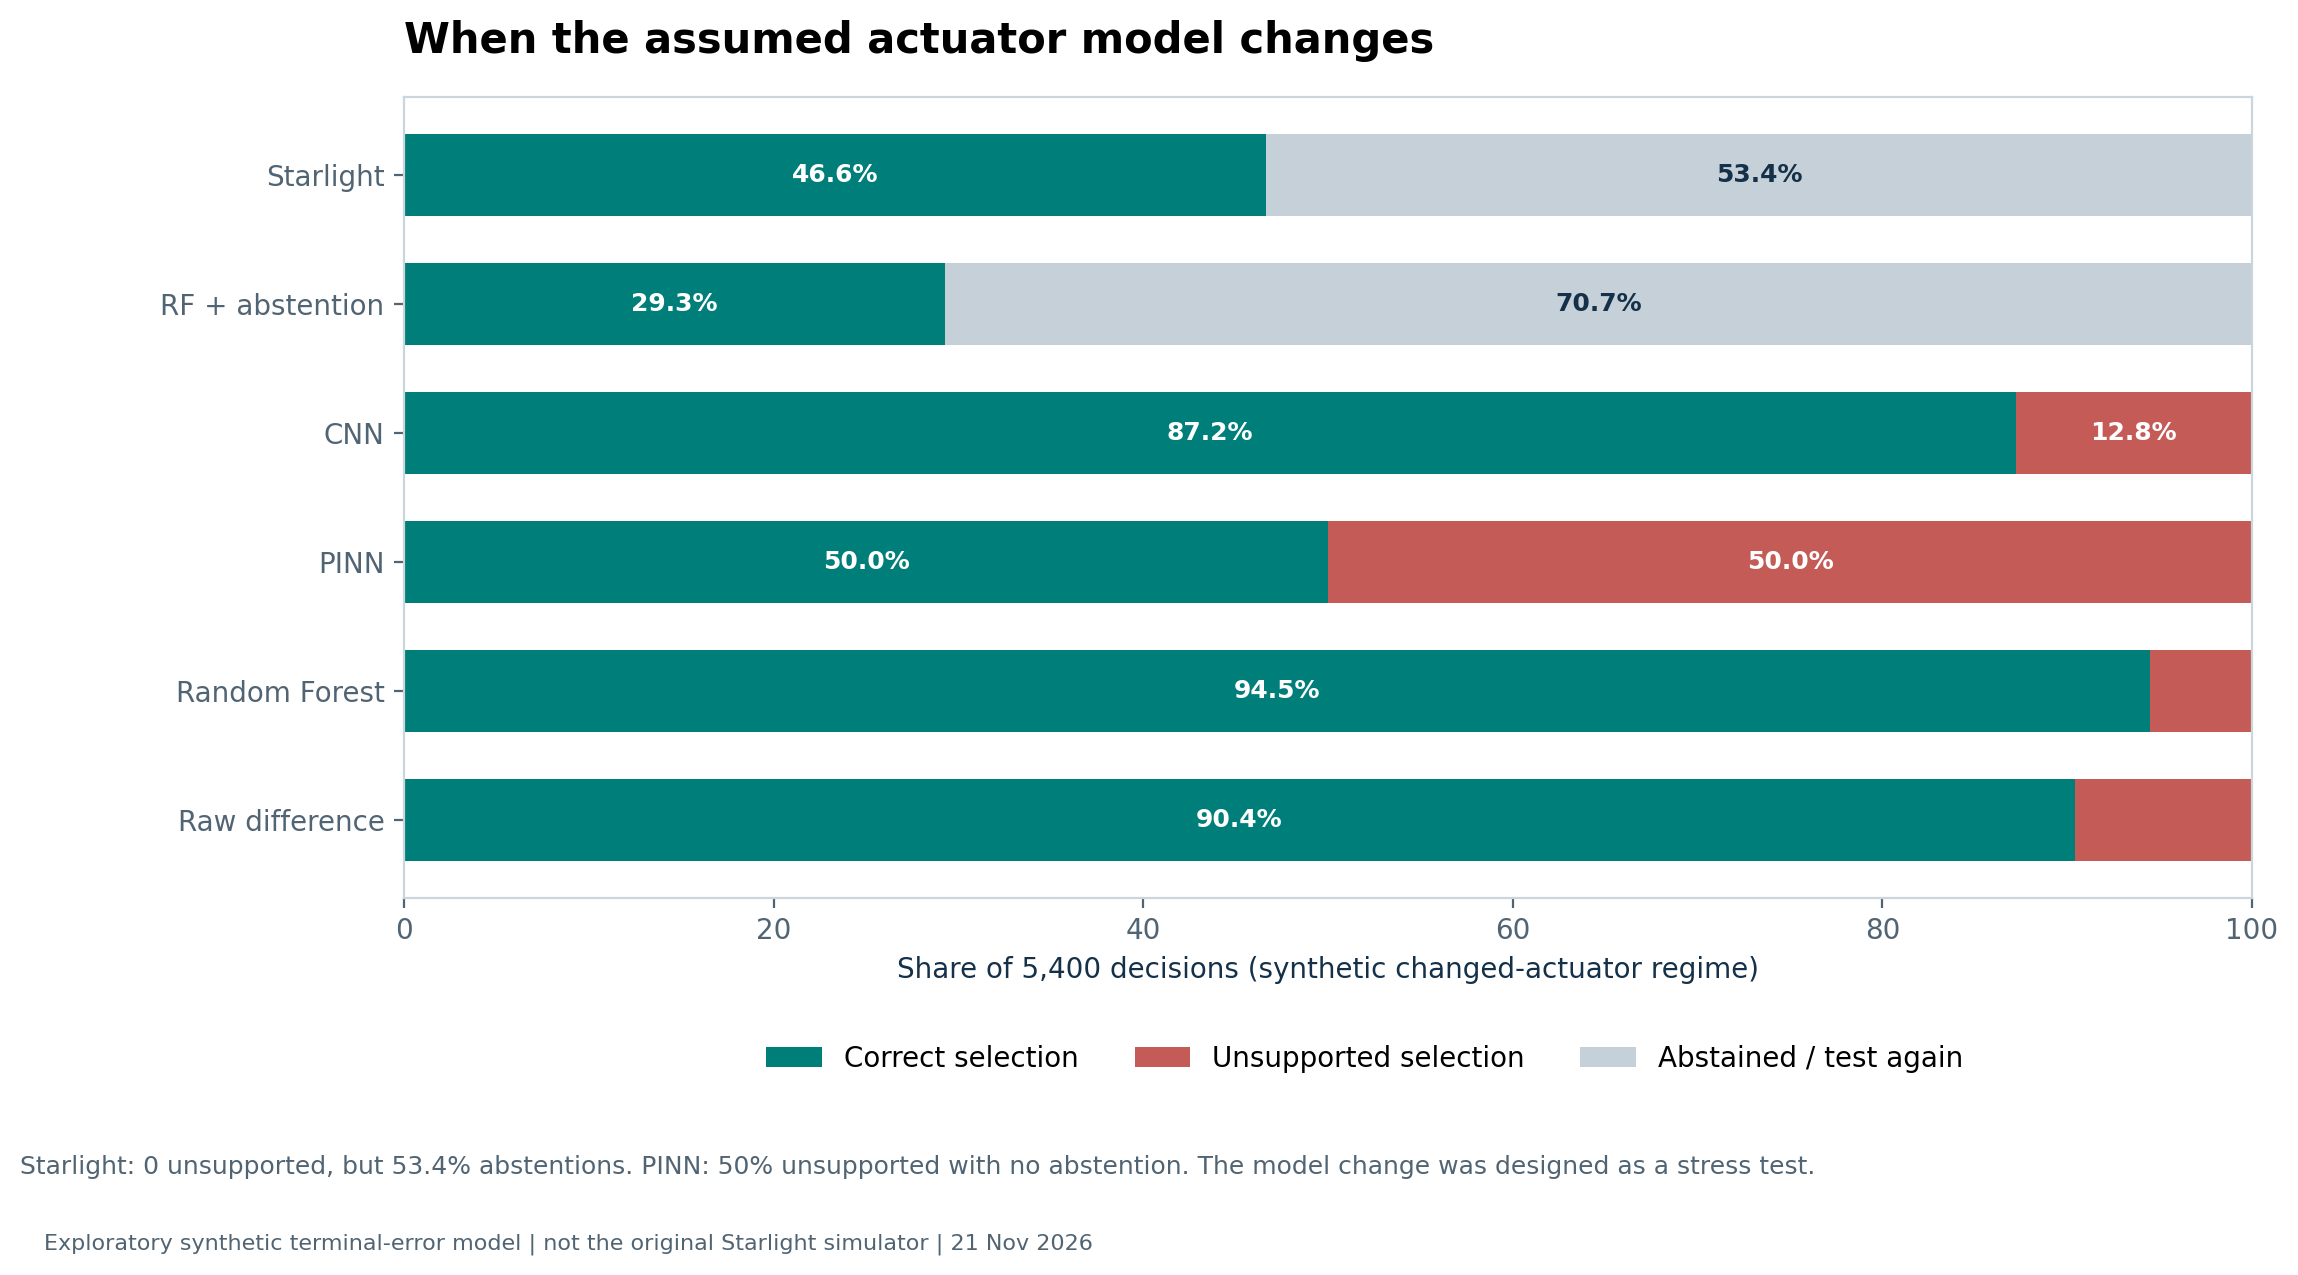 When the assumed actuator model changes
Starlight
46.6%
53.4%
RF + abstention
29.3%
70.7%
CNN
87.2%
12.8%
PINN
50.0%
50.0%
Random Forest
94.5%
Raw difference
90.4%
0 20 40 60 80 100
Share of 5,400 decisions (synthetic changed-actuator regime)
Correct selection
Unsupported selection
Abstained / test again
Starlight: 0 unsupported, but 53.4% abstentions. PINN: 50% unsupported with no abstention. The model change was designed as a stress test.
Exploratory synthetic terminal-error model | not the original Starlight simulator | 21 Nov 2026